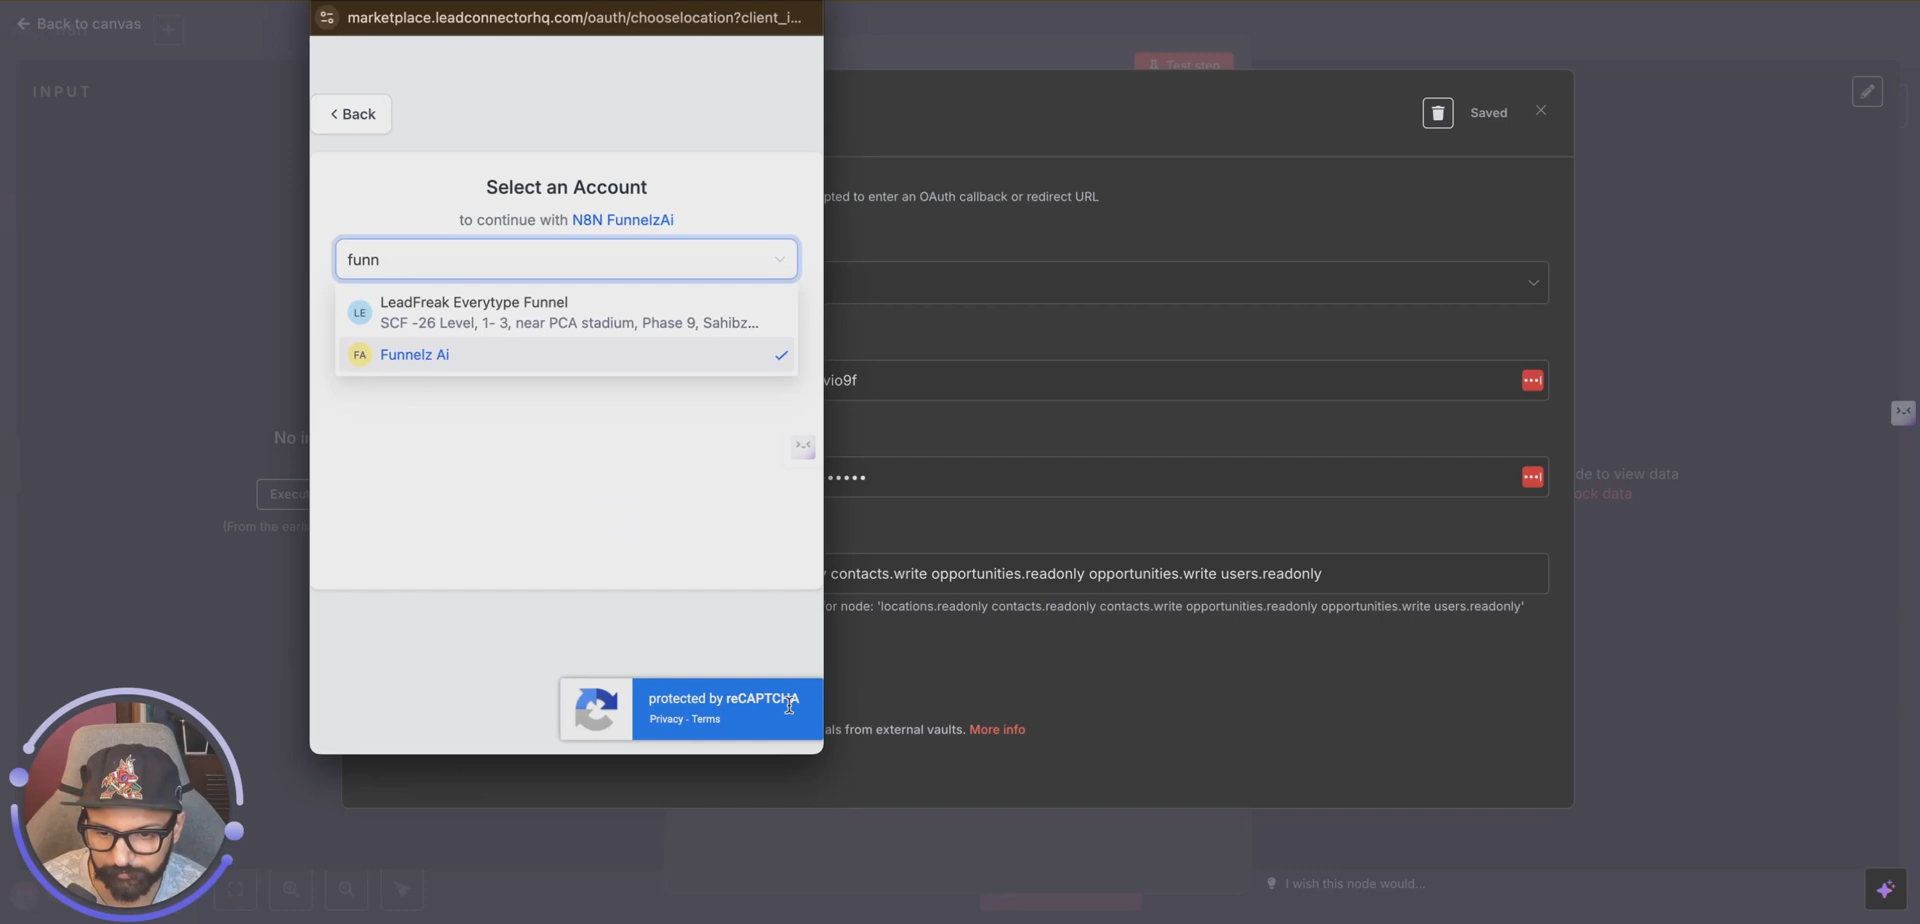 Back to canvas
INPUT
marketplace.leadconnectorhq.com/oauth/chooselocation?client_i...
Test step
Back
Saved
Select an Account
to continue with N8N FunnelzAi
pted to enter an OAuth callback or redirect URL
funn
LE
LeadFreak Everytype Funnel
SCF -26 Level, 1- 3, near PCA stadium, Phase 9, Sahibz...
FA
Funnelz Ai
vio9f
No in
Execut
(From the earli
de to view data
ock data
contacts.write opportunities.readonly opportunities.write users.readonly
or node: 'locations.readonly contacts.readonly contacts.write opportunities.readonly opportunities.write users.readonly'
protected by reCAPTCHA
Privacy - Terms
als from external vaults. More info
I wish this node would...